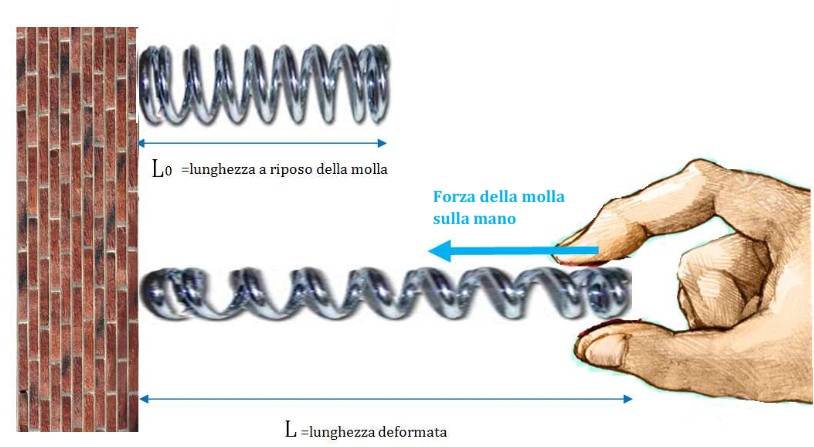 L₀ =lunghezza a riposo della molla
Forza della molla
sulla mano
L =lunghezza deformata